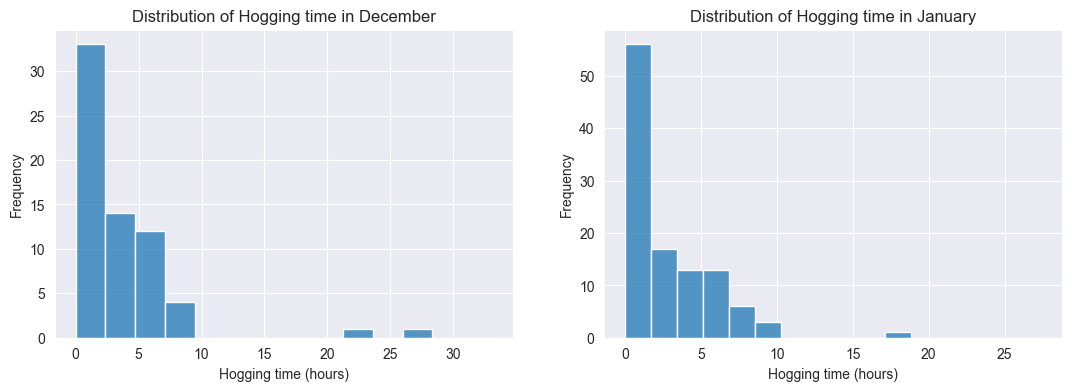 Distribution of Hogging time in December
Frequency
30
25
20
15
10
5
0
0 5 10 15 20 25 30
Hogging time (hours)
Distribution of Hogging time in January
Frequency
50
40
30
20
10
0
0 5 10 15 20 25
Hogging time (hours)